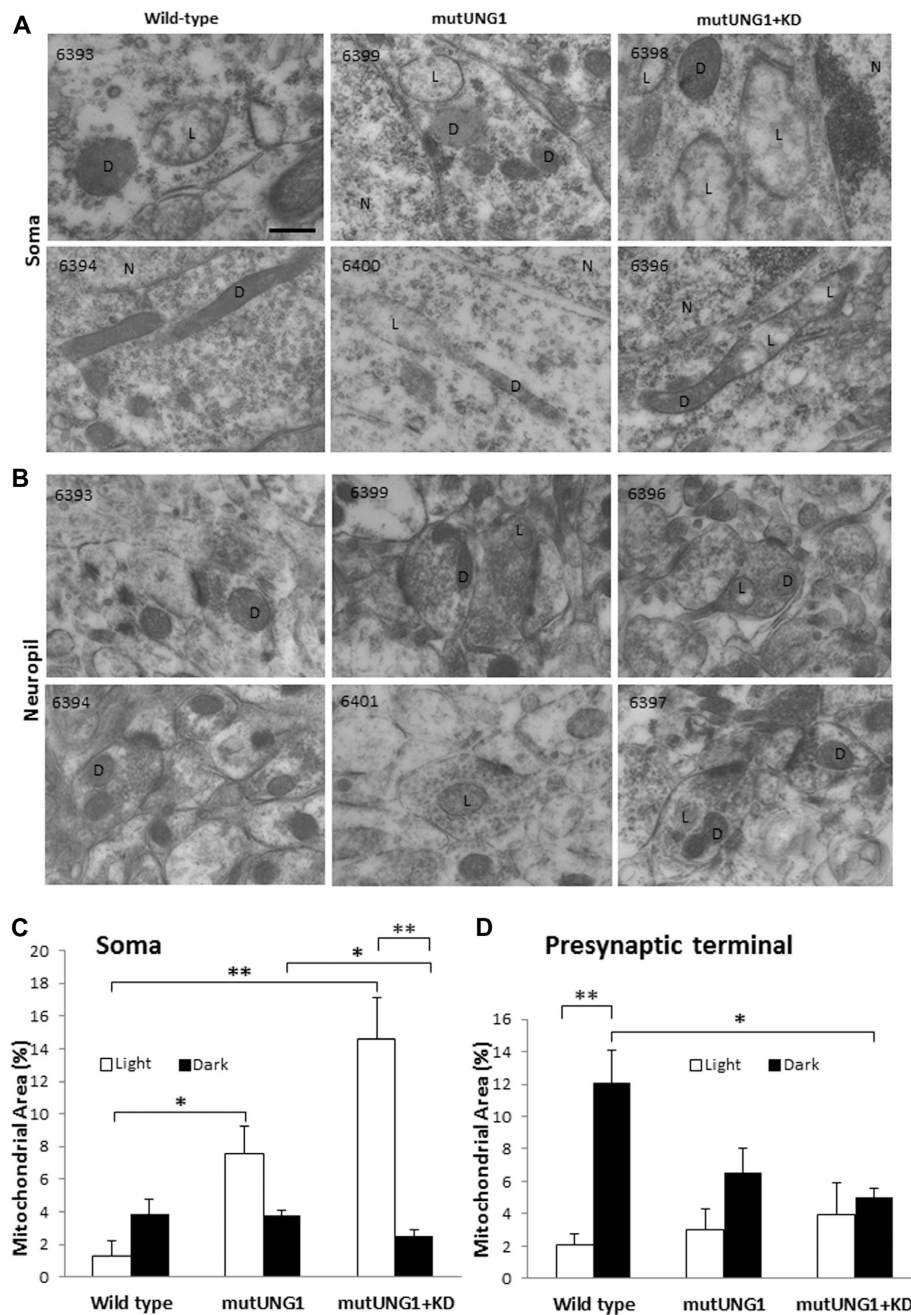 A
Wild-type mutUNG1 mutUNG1+KD
Soma
6393 D L
6399 L D D N
6398 L D N L L
6394 N D
6400 N L D
6396 L N L D
B
Neuropil
6393 D
6399 L D
6396 L D
6394 D
6401 L
6397 D L D
C
Soma
Mitochondrial Area (%)
20
18
16
14
12
10
8
6
4
2
0
**
*
**
*
Light Dark
Wild type mutUNG1 mutUNG1+KD
D
Presynaptic terminal
Mitochondrial Area (%)
16
14
12
10
8
6
4
2
0
**
*
Light Dark
Wild type mutUNG1 mutUNG1+KD